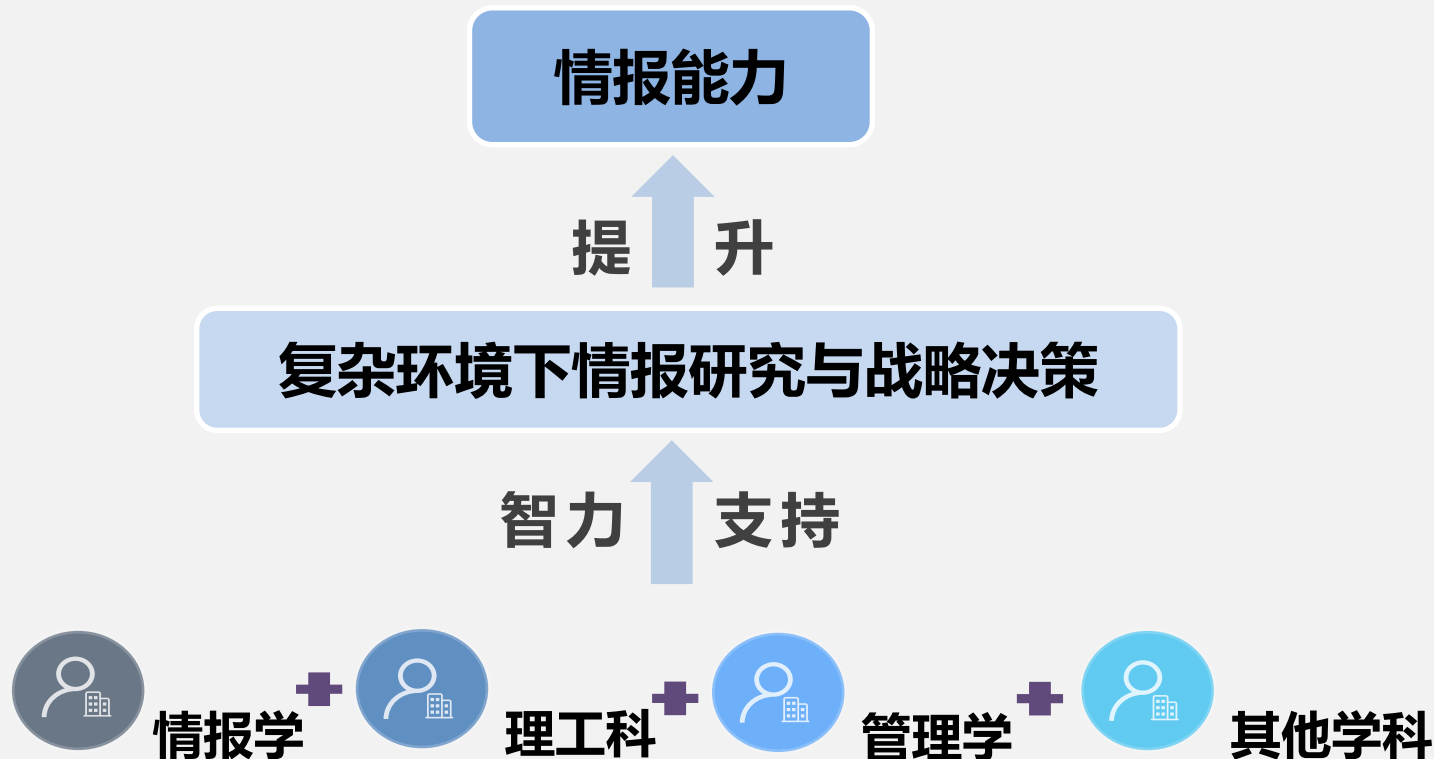 情报能力
提升
复杂环境下情报研究与战略决策
智力支持
情报学
理工科
管理学
其他学科